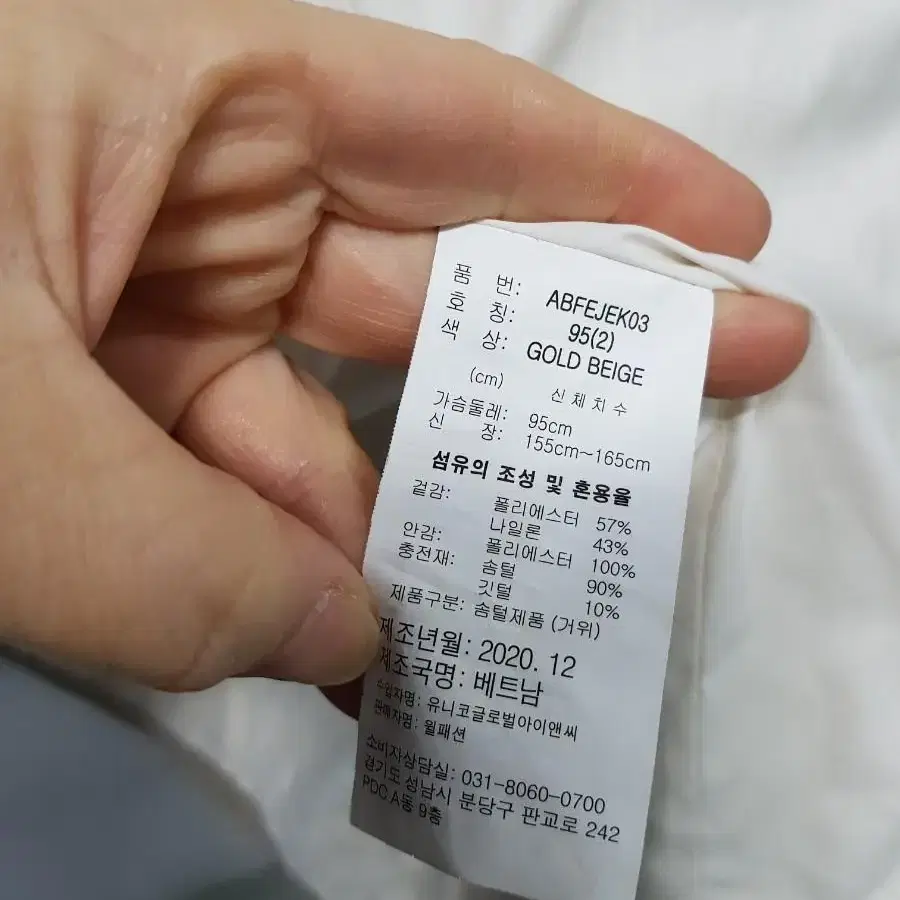 품 번: ABFEJEK03
호 칭: 95(2)
색 상: GOLD BEIGE
(cm) 신체치수
가슴둘레: 95cm
신 장: 155cm~165cm
섬유의 조성 및 혼용율
겉감: 폴리에스터 57%
나일론 43%
안감: 폴리에스터 100%
충전재: 솜털 90%
깃털 10%
제품구분: 솜털제품 (거위)
제조년월: 2020. 12
제조국명: 베트남
수입자명: 유니코글로벌아이앤씨
판매자명: 월패션
소비자상담실: 031-8060-0700
경기도 성남시 분당구 판교로 242
PDC.A동 9층